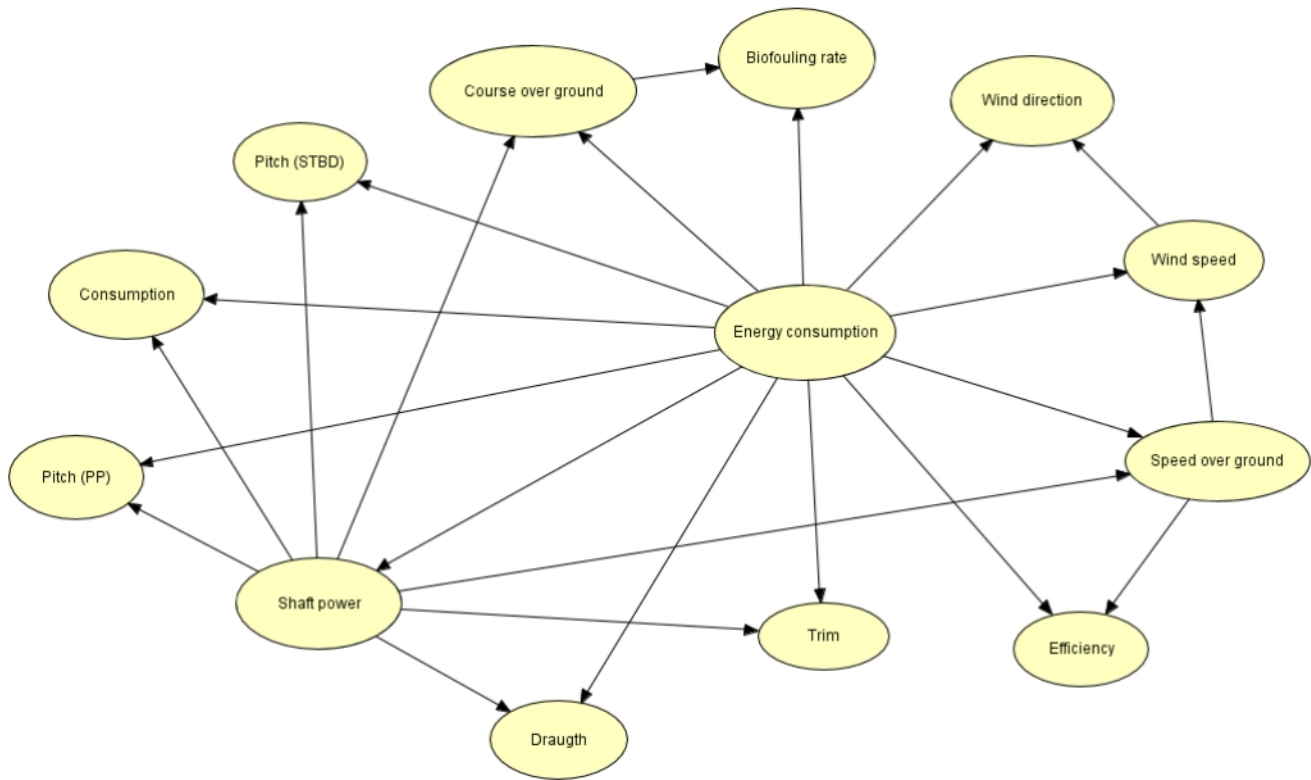 Biofouling rate
Course over ground
Wind direction
Pitch (STBD)
Wind speed
Consumption
Energy consumption
Speed over ground
Pitch (PP)
Shaft power
Trim
Efficiency
Draugth